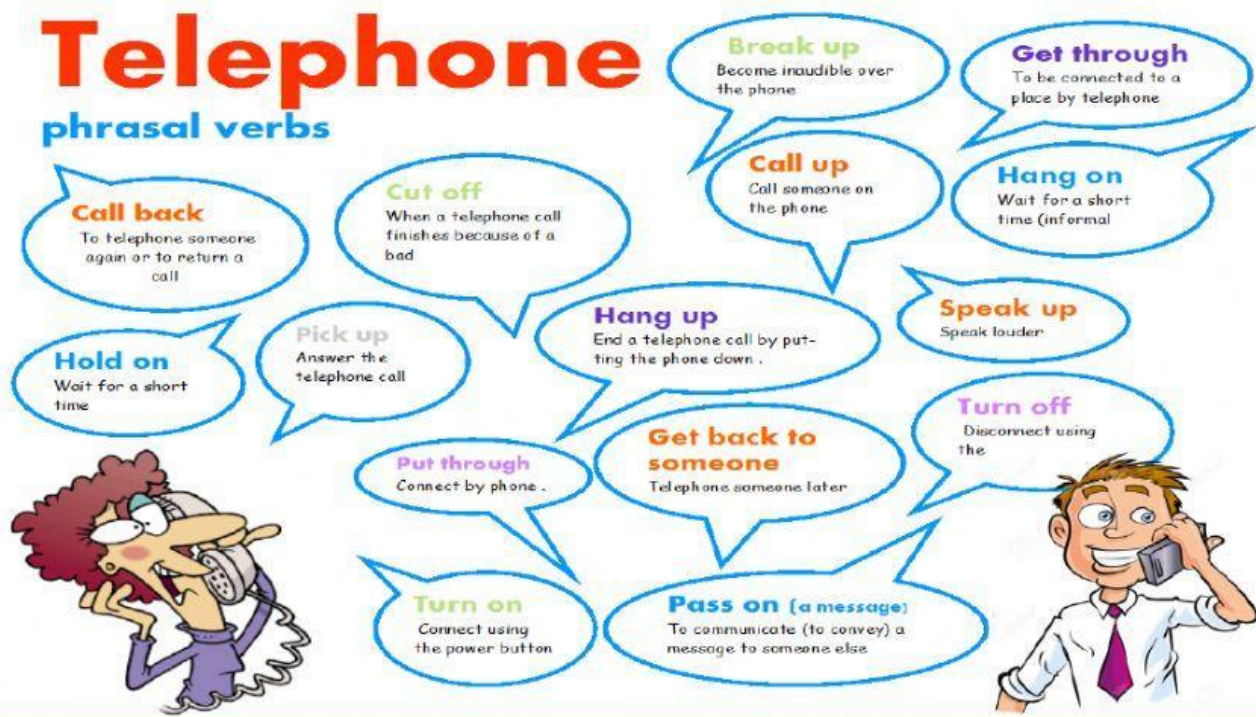 Telephone
phrasal verbs
Break up
Become inaudible over
the phone
Get through
To be connected to a
place by telephone
Call back
To telephone someone
again or to return a
call
Cut off
When a telephone call
finishes because of a
bad
Call up
Call someone on
the phone
Hang on
Wait for a short
time (informal
Hold on
Wait for a short
time
Pick up
Answer the
telephone call
Hang up
End a telephone call by put-
ting the phone down .
Speak up
Speak louder
Put through
Connect by phone .
Get back to
someone
Telephone someone later
Turn off
Disconnect using
the
Turn on
Connect using
the power button
Pass on (a message)
To communicate (to convey) a
message to someone else